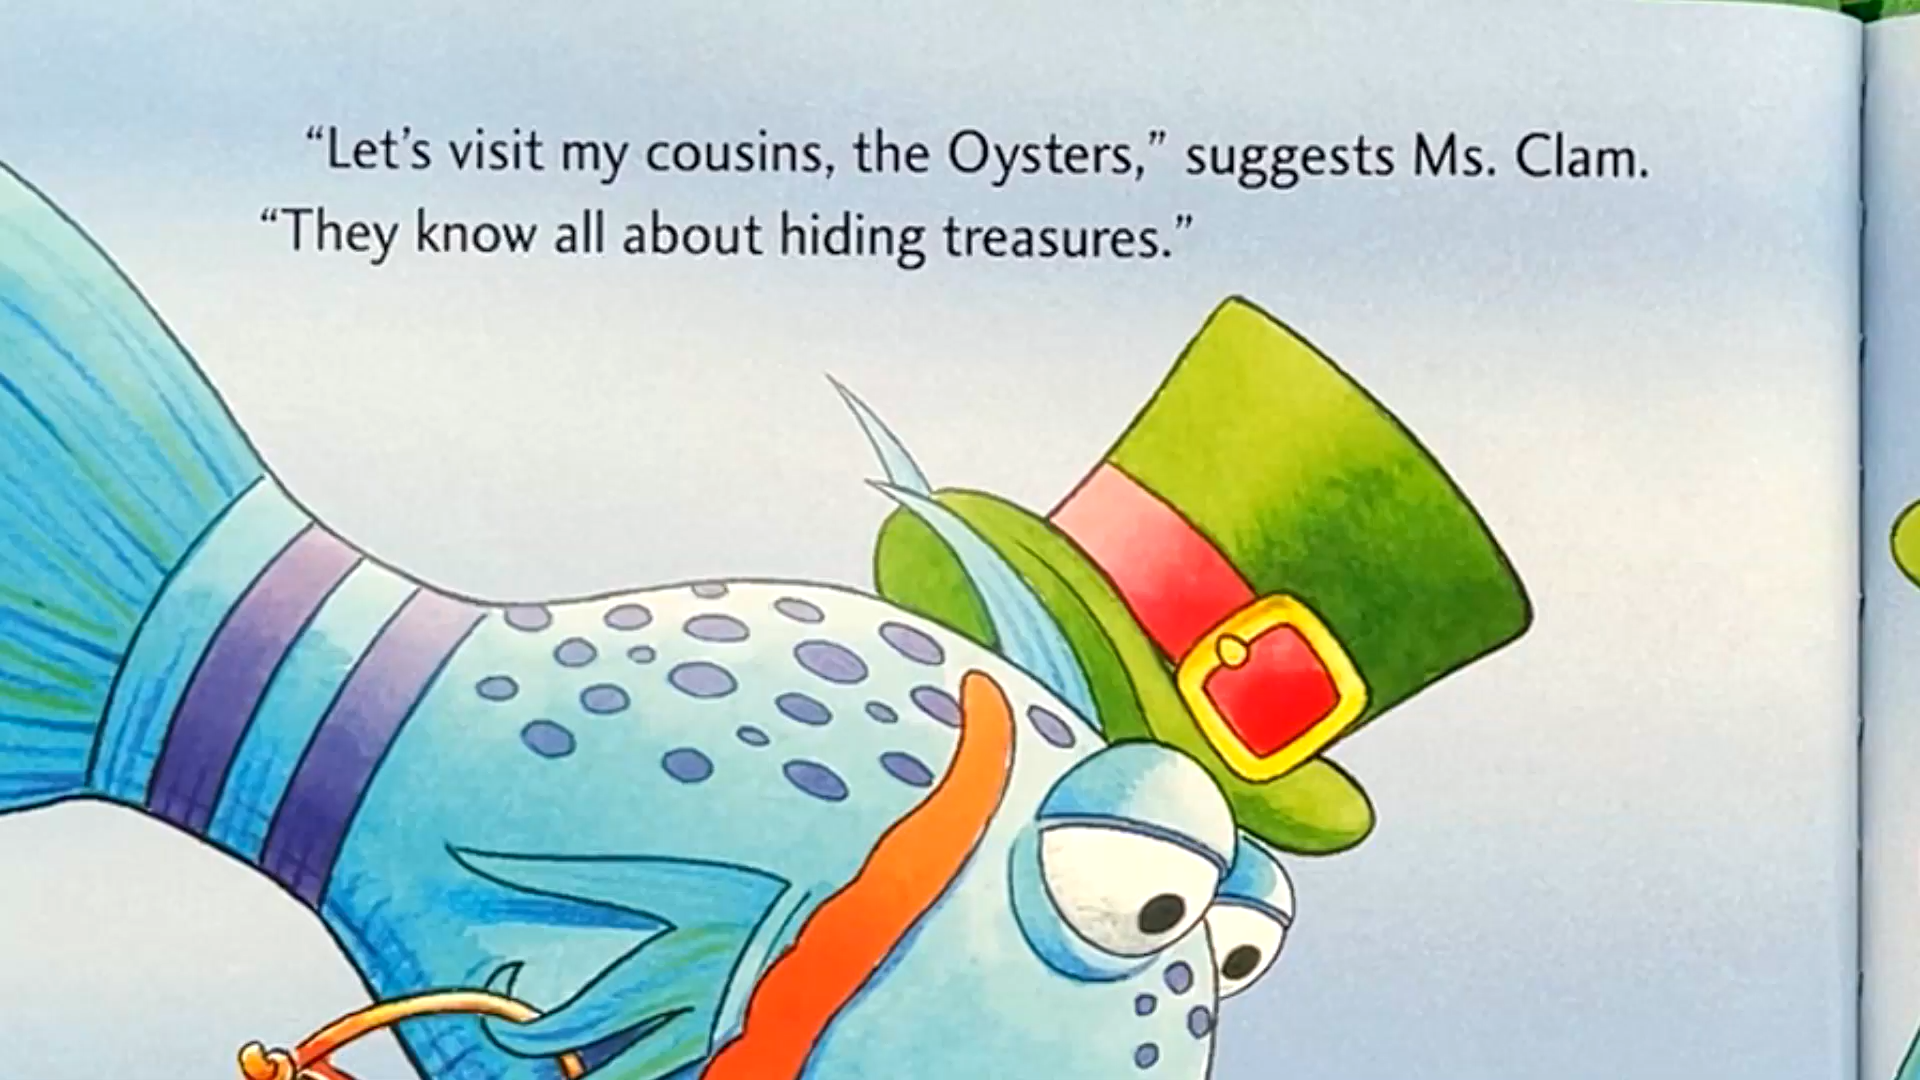 “Let’s visit my cousins, the Oysters,” suggests Ms. Clam.
“They know all about hiding treasures.”